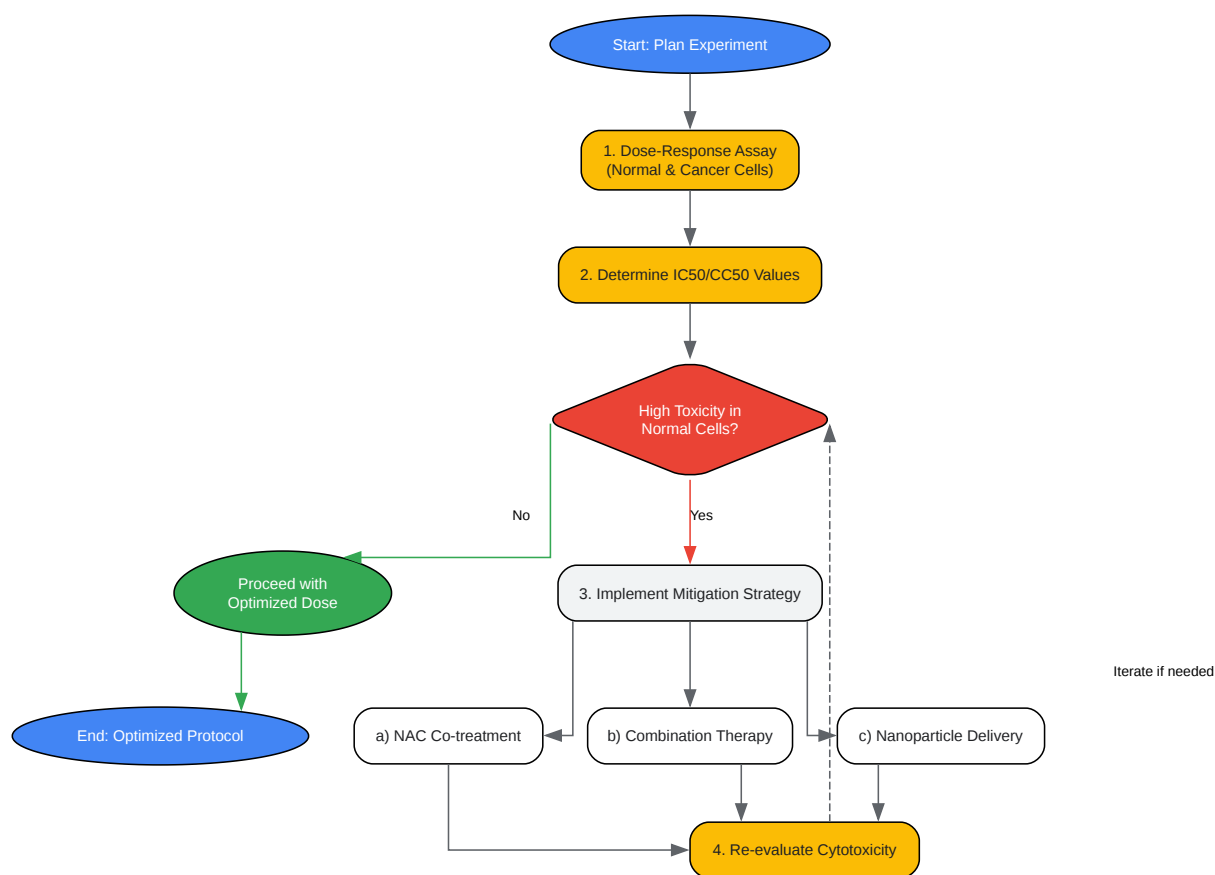 Start: Plan Experiment
1. Dose-Response Assay
(Normal & Cancer Cells)
2. Determine IC50/CC50 Values
High Toxicity in
Normal Cells?
No
Yes
Proceed with
Optimized Dose
3. Implement Mitigation Strategy
Iterate if needed
End: Optimized Protocol
a) NAC Co-treatment
b) Combination Therapy
c) Nanoparticle Delivery
4. Re-evaluate Cytotoxicity